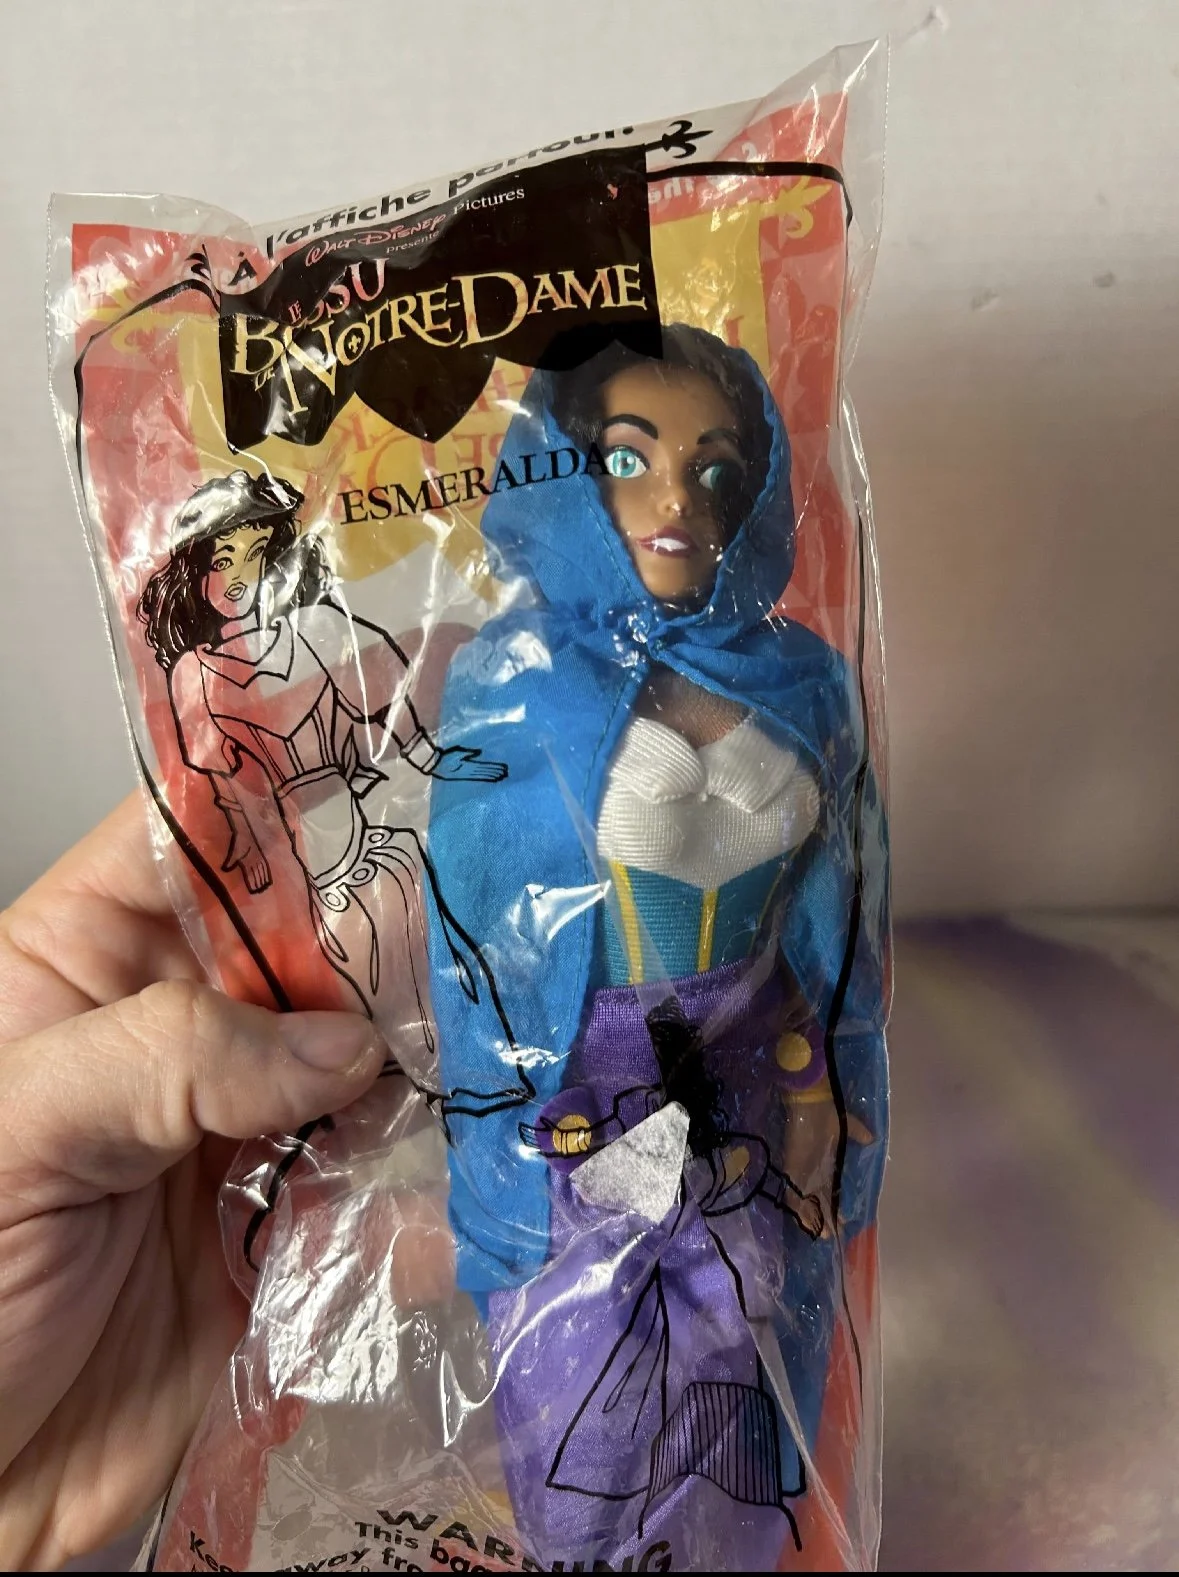 À l'affiche partout!
WALT DISNEY Pictures
présente
LE BOSSU
DE NOTRE-DAME
ESMERALDA
WARNING
This bag
Keep away fro